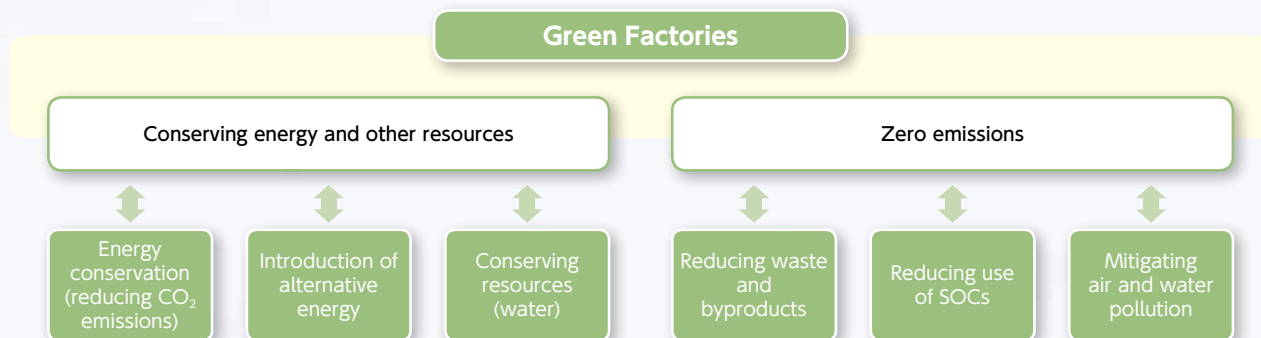 Green Factories
Conserving energy and other resources
Zero emissions
Energy
conservation
(reducing CO₂
emissions)
Introduction of
alternative
energy
Conserving
resources
(water)
Reducing waste
and
byproducts
Reducing use
of SOCs
Mitigating
air and water
pollution